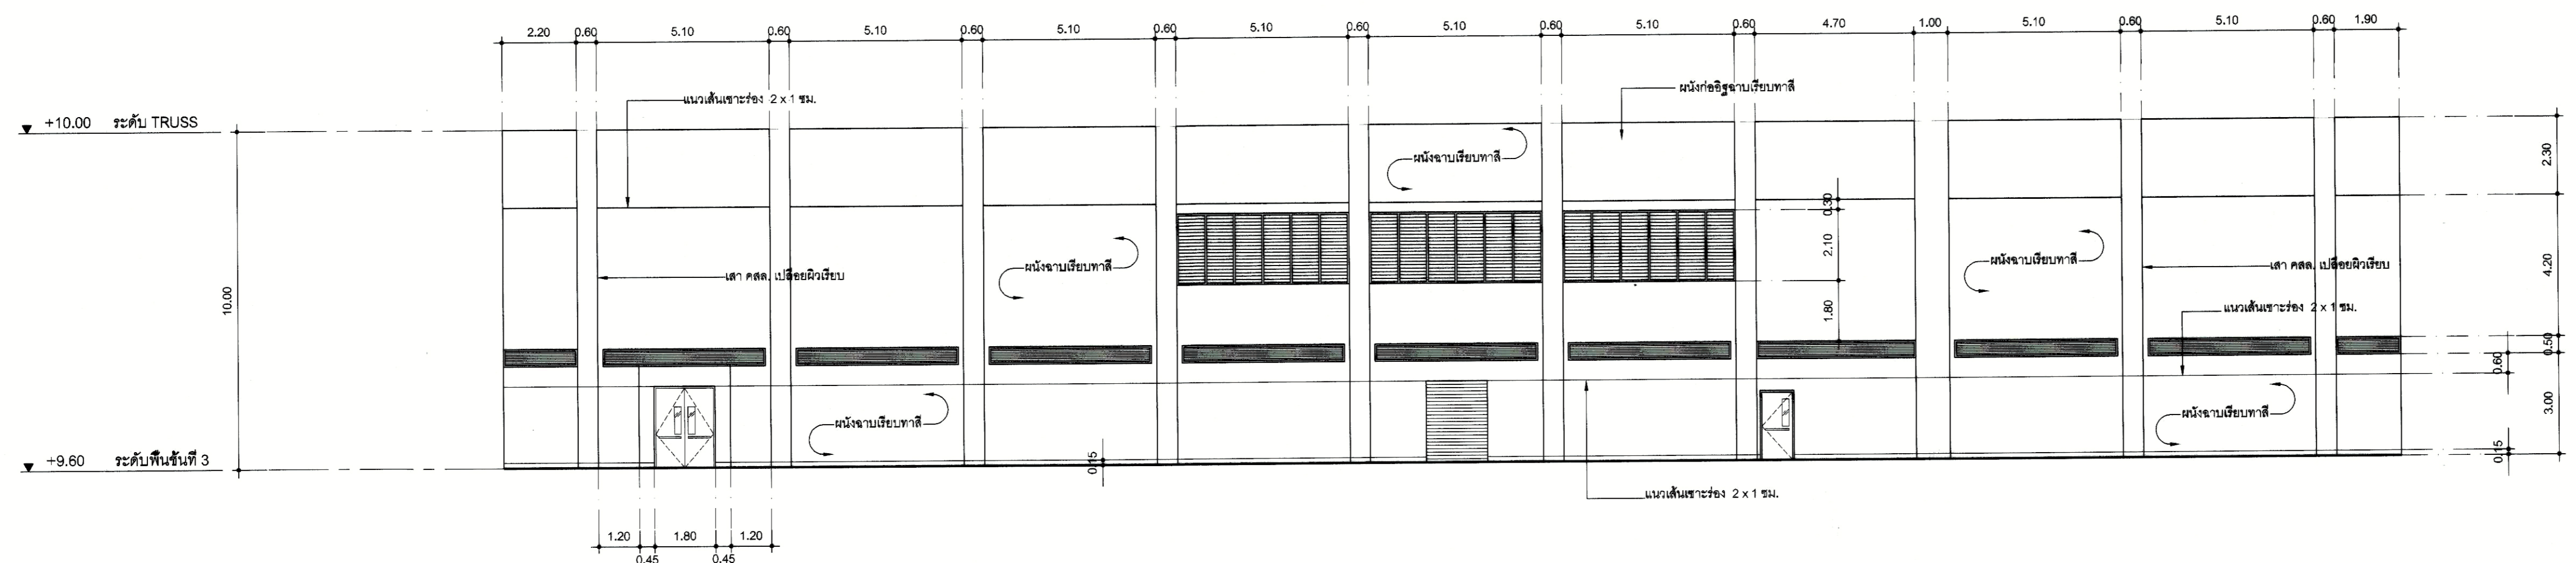 2.20 0.60 5.10 0.60 5.10 0.60 5.10 0.60 5.10 0.60 5.10 0.60 5.10 0.60 4.70 1.00 5.10 0.60 5.10 0.60 1.90
ผนังก่ออิฐฉาบเรียบทาสี
แนวเส้นเซาะร่อง 2 x 1 ซม.
+10.00 ระดับ TRUSS
ผนังฉาบเรียบทาสี
2.30
0.30
ผนังฉาบเรียบทาสี
2.10
ผนังฉาบเรียบทาสี
เสา คสล. เปลือยผิวเรียบ
เสา คสล. เปลือยผิวเรียบ
4.20
10.00
1.80
แนวเส้นเซาะร่อง 2 x 1 ซม.
0.50
0.60
3.00
ผนังฉาบเรียบทาสี
ผนังฉาบเรียบทาสี
+9.60 ระดับพื้นชั้นที่ 3
0.15
0.15
แนวเส้นเซาะร่อง 2 x 1 ซม.
1.20 1.80 1.20
0.45 0.45